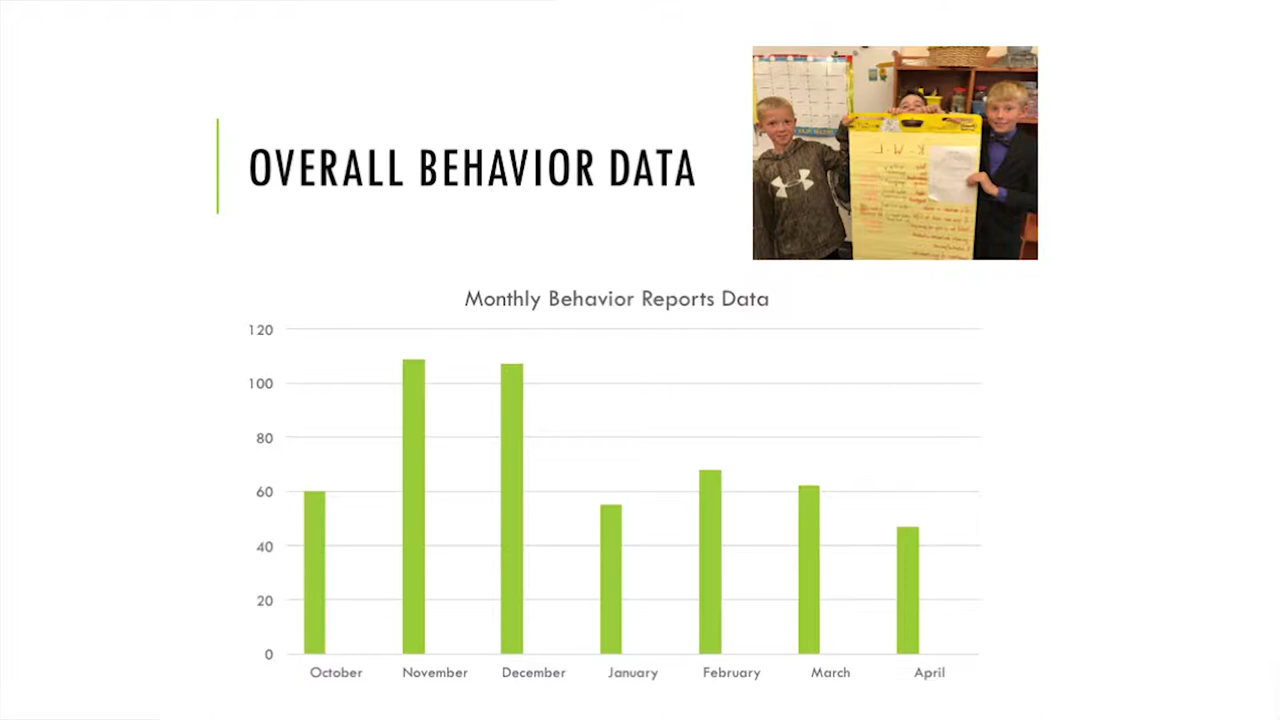 OVERALL BEHAVIOR DATA
Monthly Behavior Reports Data
120
100
80
60
40
20
0
October November December January February March April